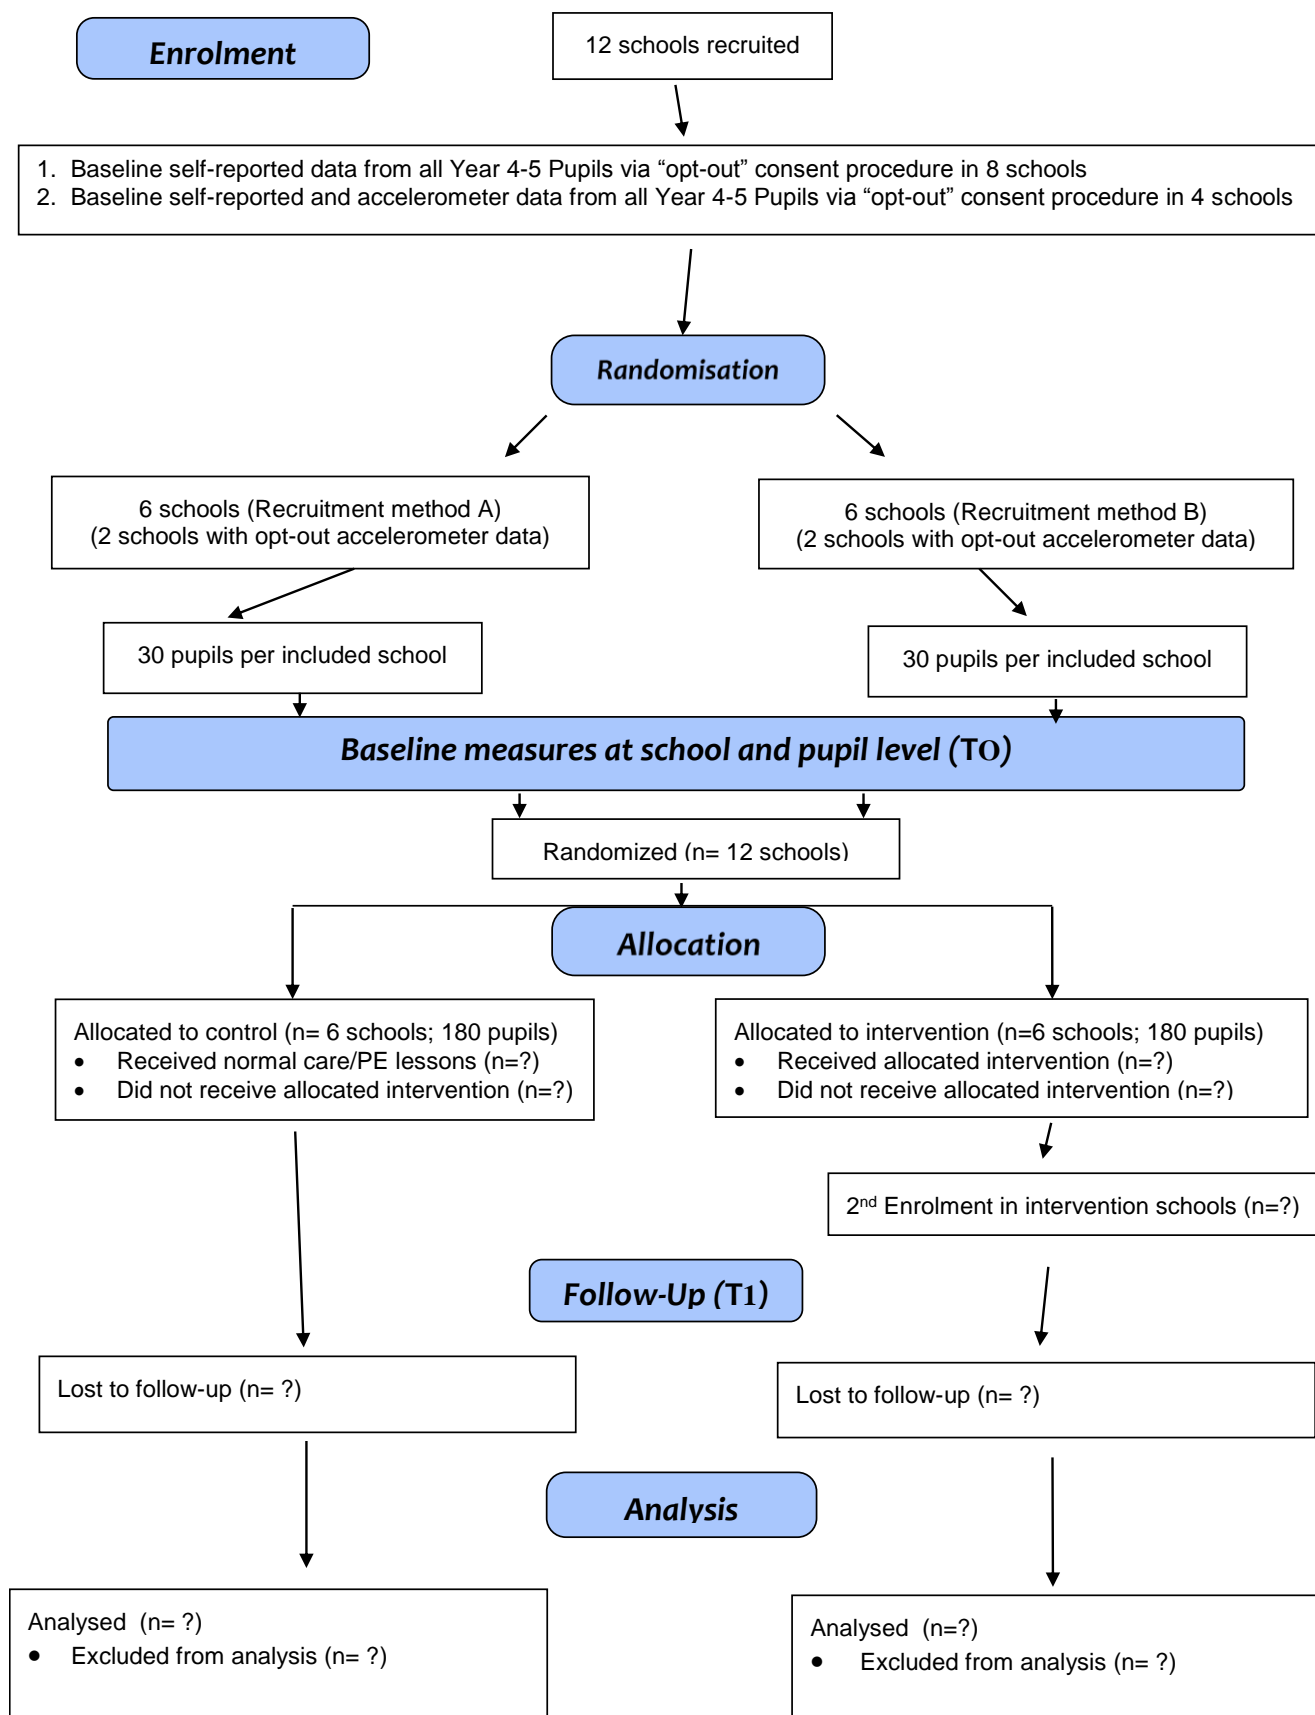 Enrolment
12 schools recruited
1. Baseline self-reported data from all Year 4-5 Pupils via “opt-out” consent procedure in 8 schools
2. Baseline self-reported and accelerometer data from all Year 4-5 Pupils via “opt-out” consent procedure in 4 schools
Randomisation
6 schools (Recruitment method A)
(2 schools with opt-out accelerometer data)
6 schools (Recruitment method B)
(2 schools with opt-out accelerometer data)
30 pupils per included school
30 pupils per included school
Baseline measures at school and pupil level (T0)
Randomized (n= 12 schools)
Allocation
Allocated to control (n= 6 schools; 180 pupils)
• Received normal care/PE lessons (n=?)
• Did not receive allocated intervention (n=?)
Allocated to intervention (n=6 schools; 180 pupils)
• Received allocated intervention (n=?)
• Did not receive allocated intervention (n=?)
2nd Enrolment in intervention schools (n=?)
Follow-Up (T1)
Lost to follow-up (n= ?)
Lost to follow-up (n= ?)
Analysis
Analysed (n= ?)
• Excluded from analysis (n= ?)
Analysed (n=?)
• Excluded from analysis (n= ?)